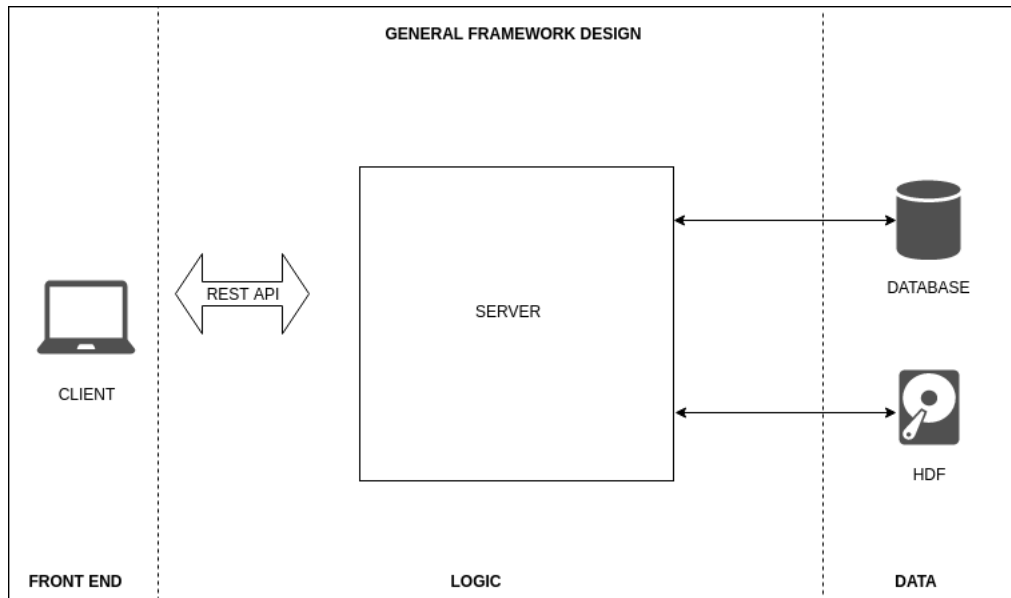 GENERAL FRAMEWORK DESIGN
REST API
SERVER
DATABASE
CLIENT
HDF
FRONT END
LOGIC
DATA